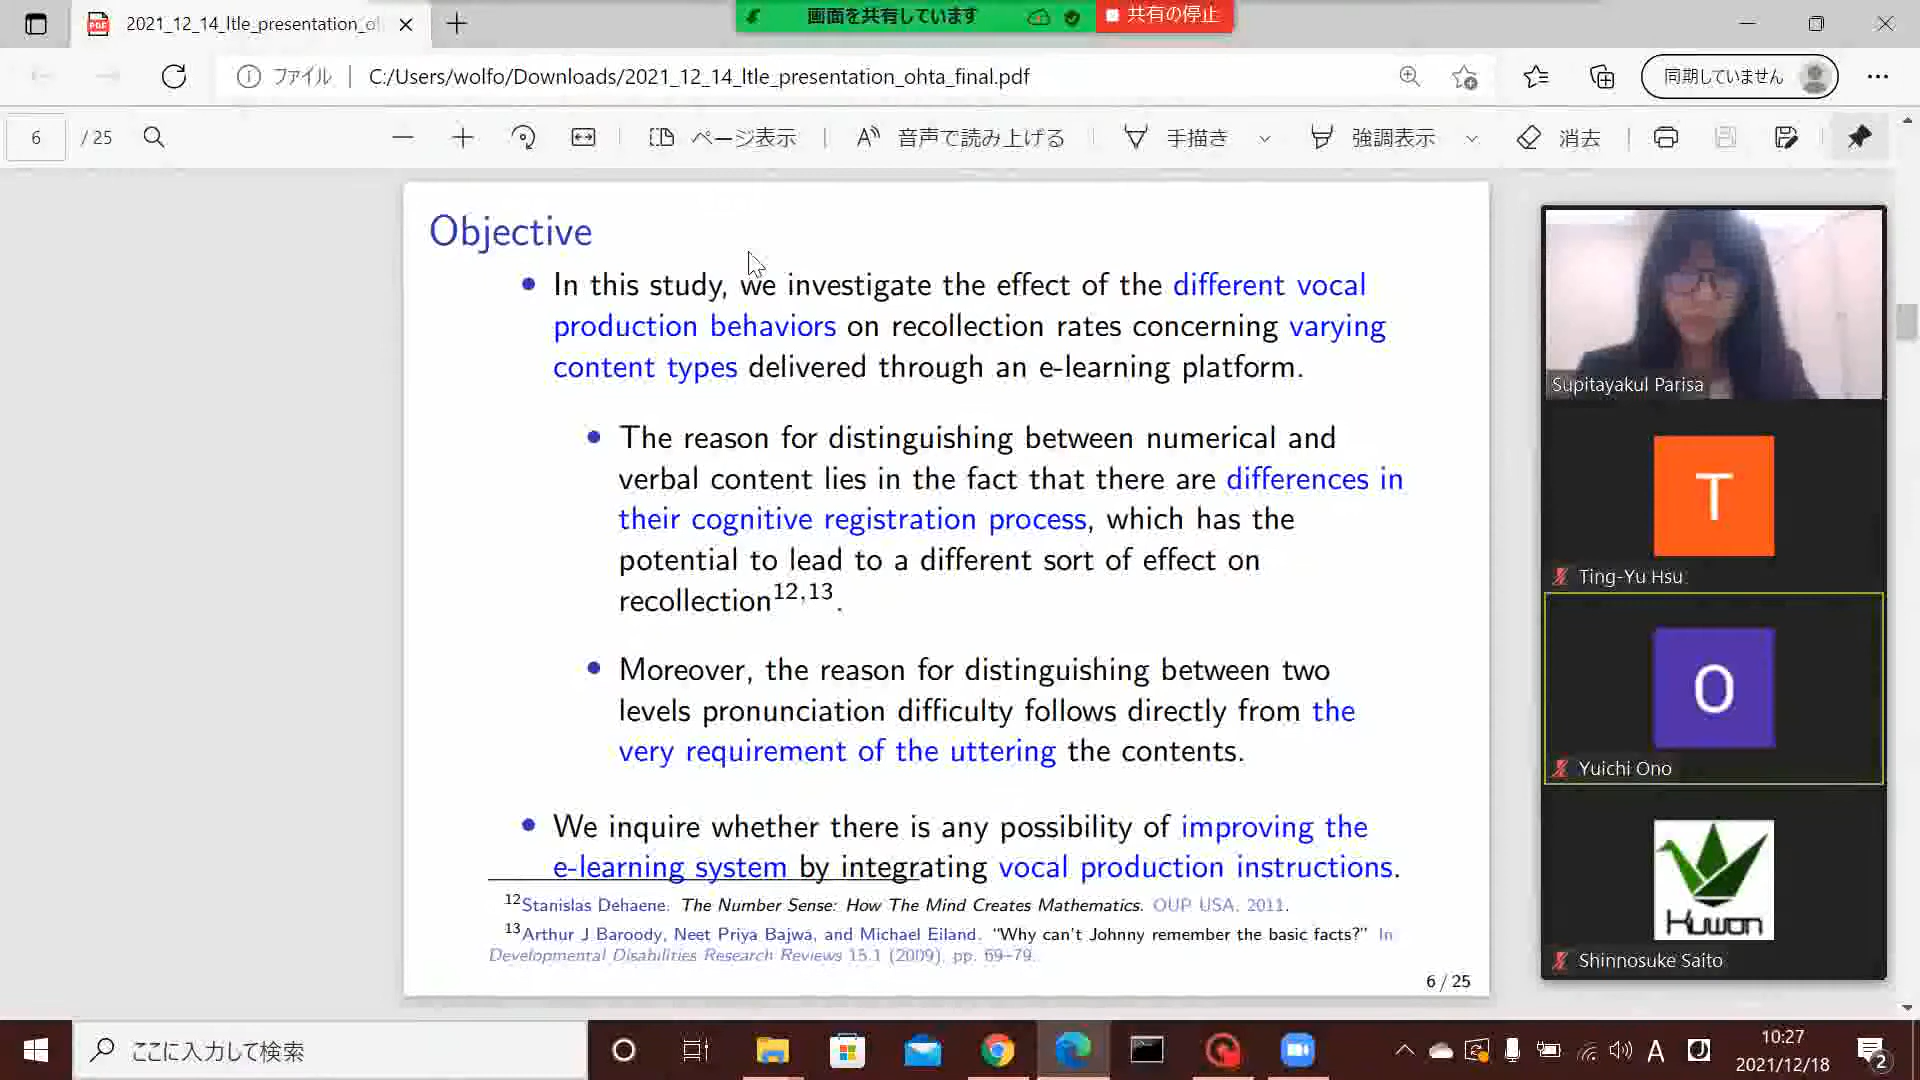 2021_12_14_ltle_presentation_o
画面を共有しています
共有の停止
ファイル
C:/Users/wolfo/Downloads/2021_12_14_ltle_presentation_ohta_final.pdf
同期していません
6 / 25
ページ表示
音声で読み上げる
手描き
強調表示
消去
Objective
• In this study, we investigate the effect of the different vocal
production behaviors on recollection rates concerning varying
content types delivered through an e-learning platform.
• The reason for distinguishing between numerical and
verbal content lies in the fact that there are differences in
their cognitive registration process, which has the
potential to lead to a different sort of effect on
recollection12,13.
• Moreover, the reason for distinguishing between two
levels pronunciation difficulty follows directly from the
very requirement of the uttering the contents.
• We inquire whether there is any possibility of improving the
e-learning system by integrating vocal production instructions.
12Stanislas Dehaene. The Number Sense: How The Mind Creates Mathematics. OUP USA, 2011.
13Arthur J Baroody, Neet Priya Bajwa, and Michael Eiland. “Why can't Johnny remember the basic facts?” In
Developmental Disabilities Research Reviews 15.1 (2009), pp. 69–79.
6 / 25
Supitayakul Parisa
T
Ting-Yu Hsu
O
Yuichi Ono
Kuwon
Shinnosuke Saito
ここに入力して検索
A
10:27
2021/12/18
2